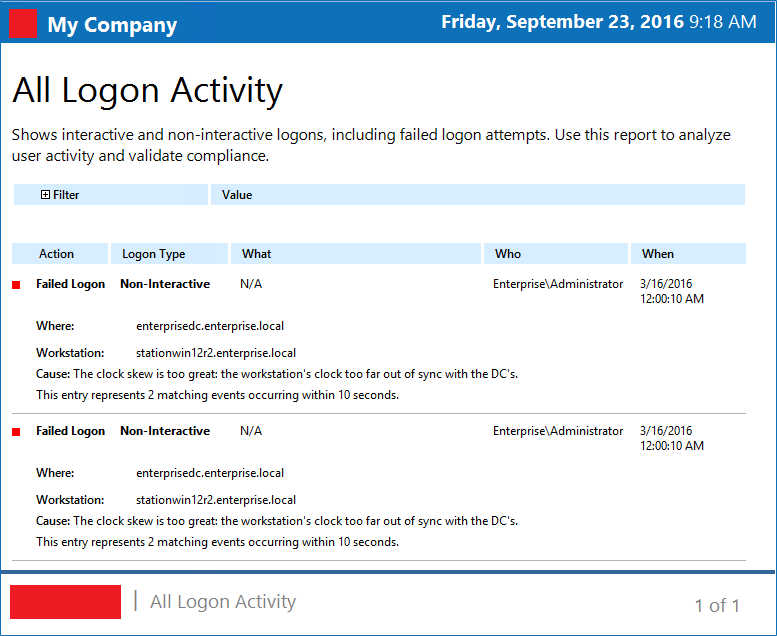 My Company
Friday, September 23, 2016 9:18 AM
All Logon Activity
Shows interactive and non-interactive logons, including failed logon attempts. Use this report to analyze
user activity and validate compliance.
Filter Value
Action Logon Type What Who When
Failed Logon Non-Interactive N/A Enterprise\Administrator 3/16/2016
12:00:10 AM
Where: enterprisedc.enterprise.local
Workstation: stationwin12r2.enterprise.local
Cause: The clock skew is too great: the workstation's clock too far out of sync with the DC's.
This entry represents 2 matching events occurring within 10 seconds.
Failed Logon Non-Interactive N/A Enterprise\Administrator 3/16/2016
12:00:10 AM
Where: enterprisedc.enterprise.local
Workstation: stationwin12r2.enterprise.local
Cause: The clock skew is too great: the workstation's clock too far out of sync with the DC's.
This entry represents 2 matching events occurring within 10 seconds.
| All Logon Activity
1 of 1